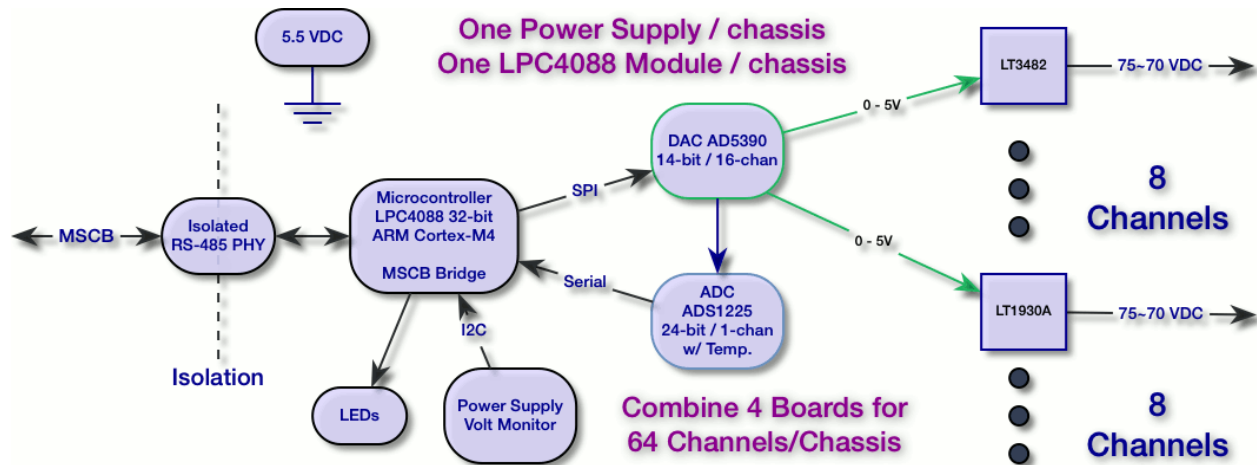 5.5 VDC
One Power Supply / chassis
One LPC4088 Module / chassis
LT3482
75~70 VDC
0 - 5V
DAC AD5390
14-bit / 16-chan
8
Channels
SPI
Microcontroller
LPC4088 32-bit
ARM Cortex-M4
MSCB Bridge
MSCB
Isolated
RS-485 PHY
0 - 5V
Serial
ADC
ADS1225
24-bit / 1-chan
w/ Temp.
LT1930A
75~70 VDC
I2C
Isolation
LEDs
Power Supply
Volt Monitor
Combine 4 Boards for
64 Channels/Chassis
8
Channels